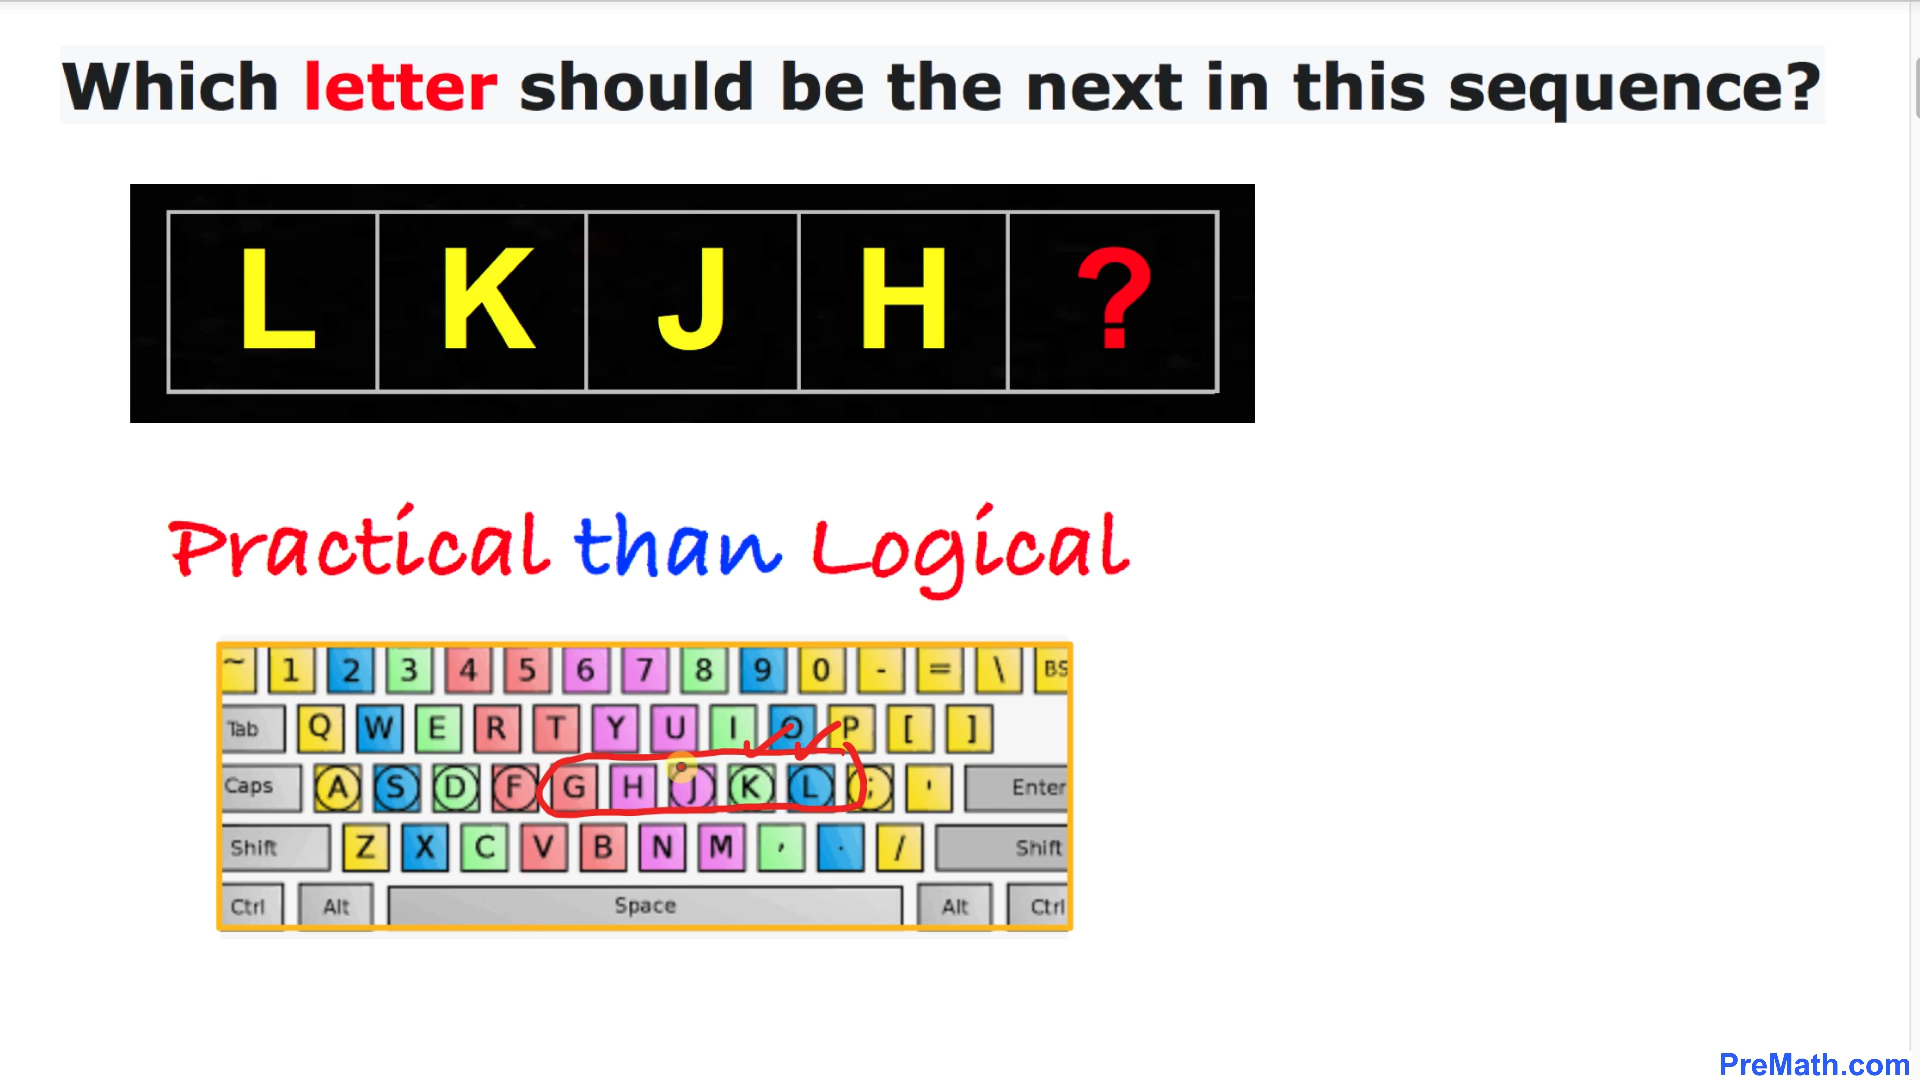 Which letter should be the next in this sequence?
L K J H ?
Practical than Logical
~ 1 2 3 4 5 6 7 8 9 0 - = \ BS
Tab Q W E R T Y U I O P [ ]
Caps A S D F G H J K L ; ' Enter
Shift Z X C V B N M , . / Shift
Ctrl Alt Space Alt Ctrl
PreMath.com